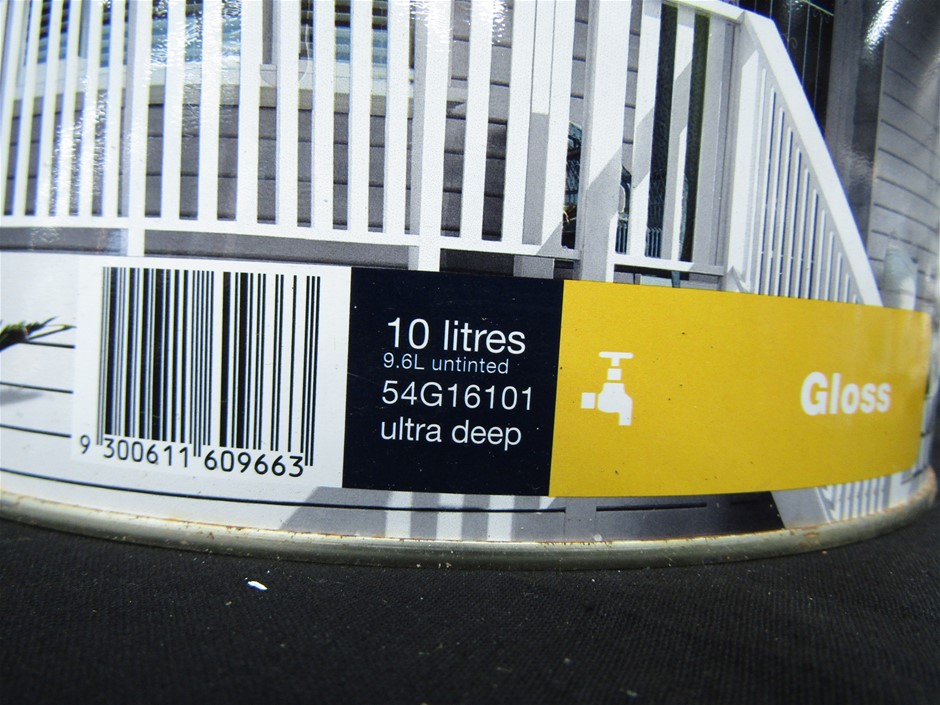 9 300611 609663
10 litres
9.6L untinted
54G16101
ultra deep
Gloss